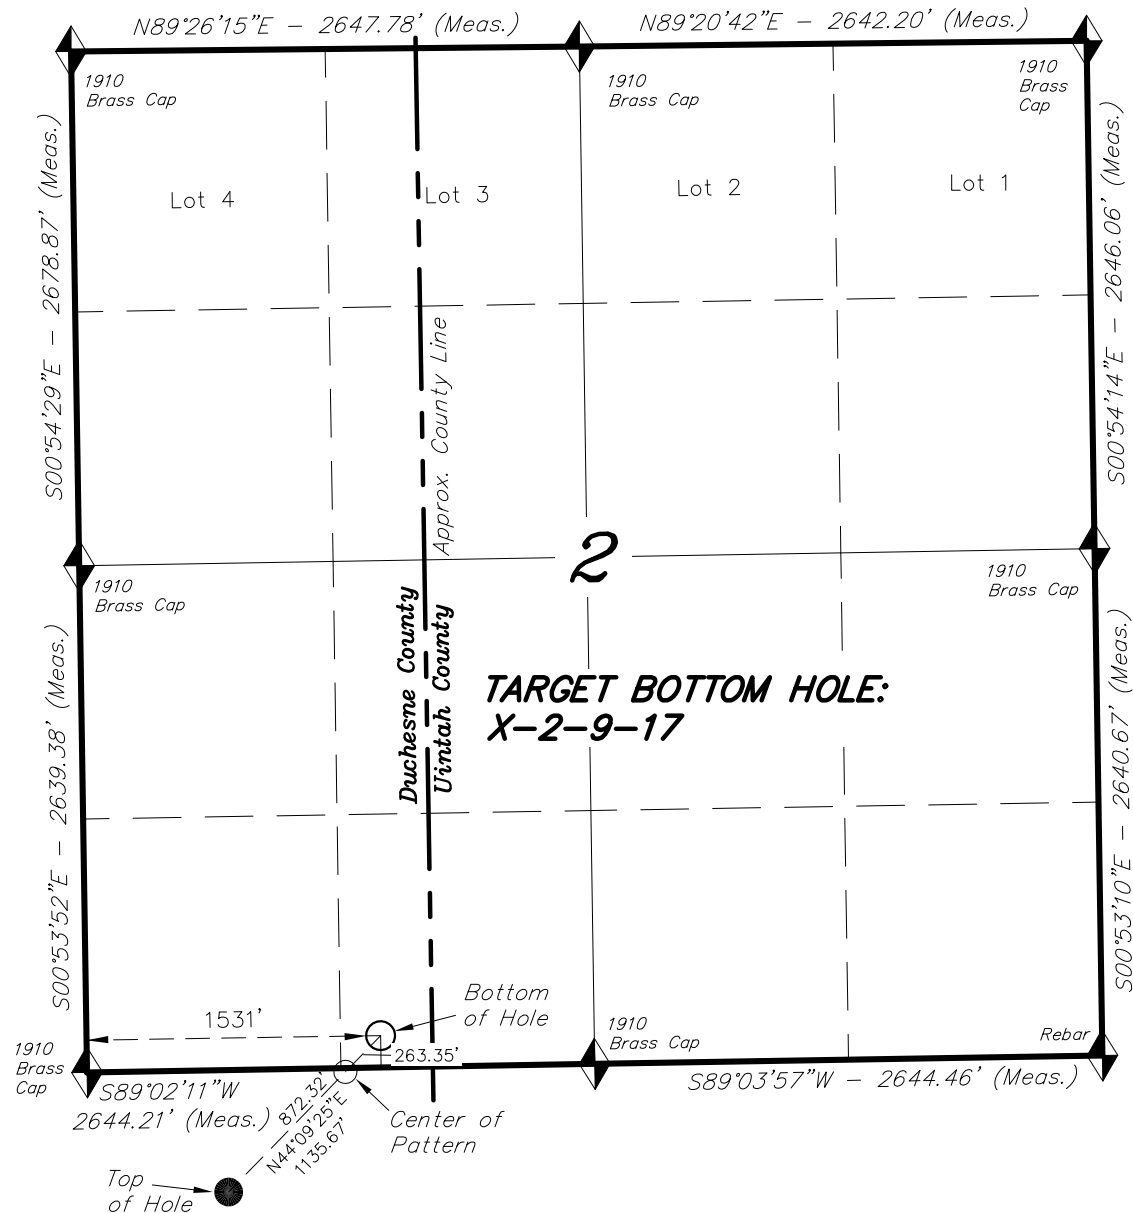 N89°26'15"E - 2647.78' (Meas.)
N89°20'42"E - 2642.20' (Meas.)
1910
Brass Cap
1910
Brass Cap
1910
Brass
Cap
Lot 4
Lot 3
Lot 2
Lot 1
S00°54'29"E - 2678.87' (Meas.)
S00°54'14"E - 2646.06' (Meas.)
Approx. County Line
2
1910
Brass Cap
1910
Brass Cap
Duchesne County
Uintah County
TARGET BOTTOM HOLE:
X-2-9-17
S00°53'52"E - 2639.38' (Meas.)
S00°53'10"E - 2640.67' (Meas.)
1531'
Bottom
of Hole
263.35'
1910
Brass
Cap
1910
Brass Cap
Rebar
S89°02'11"W
2644.21' (Meas.)
S89°03'57"W - 2644.46' (Meas.)
872.32'
N44°09'25"E
1135.67'
Center of
Pattern
Top
of Hole